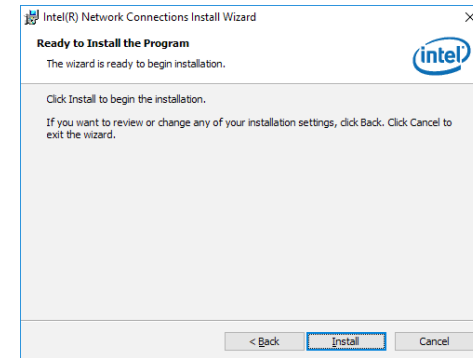 Intel(R) Network Connections Install Wizard
Ready to Install the Program
The wizard is ready to begin installation.
intel
Click Install to begin the installation.
If you want to review or change any of your installation settings, click Back. Click Cancel to
exit the wizard.
< Back
Install
Cancel